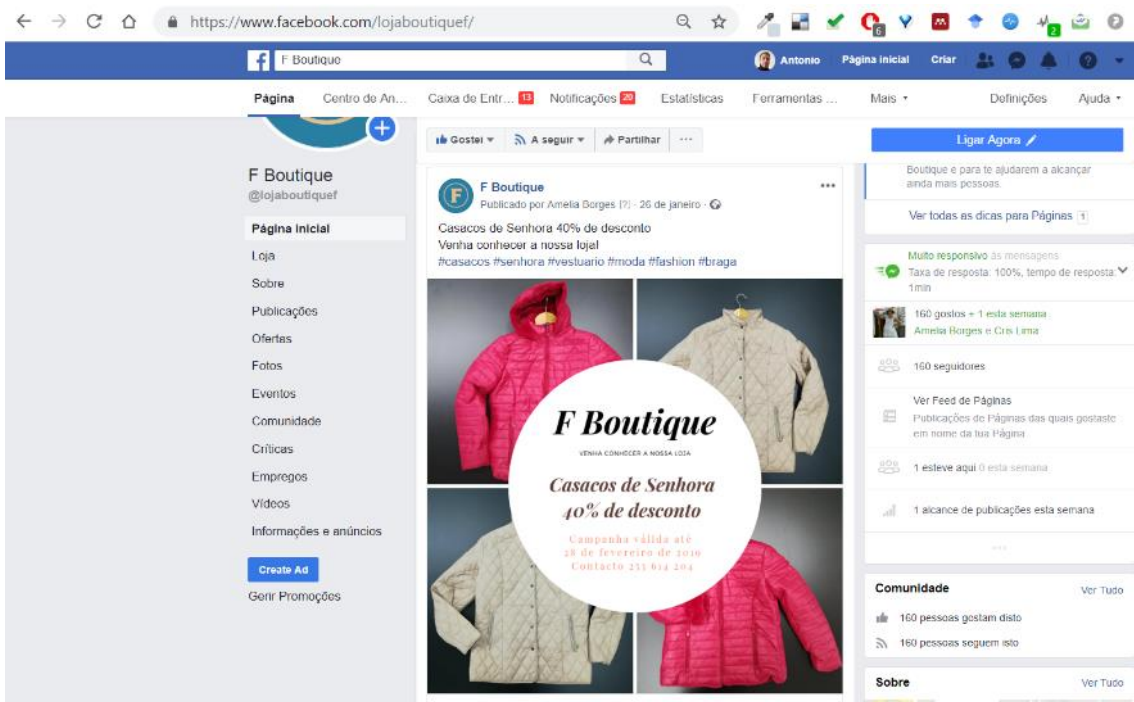 https://www.facebook.com/lojaboutiquef/
6
2
F Boutique
Antonio
Página inicial
Criar
Página
Centro de An...
Caixa de Entr... 13
Notificações 20
Estatísticas
Ferramentas ...
Mais
Definições
Ajuda
Gostei
A seguir
Partilhar
Ligar Agora
F Boutique
@lojaboutiquef
Página inicial
Loja
Sobre
Publicações
Ofertas
Fotos
Eventos
Comunidade
Críticas
Empregos
Vídeos
Informações e anúncios
Create Ad
Gerir Promoções
F
F Boutique
Publicado por Amelia Borges [?] · 26 de janeiro ·
Casacos de Senhora 40% de desconto
Venha conhecer a nossa loja!
#casacos #senhora #vestuario #moda #fashion #braga
F Boutique
VENHA CONHECER A NOSSA LOJA
Casacos de Senhora
40% de desconto
Campanha válida até
28 de fevereiro de 2019
Contacto 253 614 204
Boutique e para te ajudarem a alcançar
ainda mais pessoas.
Ver todas as dicas para Páginas 1
Muito responsivo às mensagens
Taxa de resposta: 100%, tempo de resposta:
1min
160 gostos + 1 esta semana
Amelia Borges e Cris Lima
160 seguidores
Ver Feed de Páginas
Publicações de Páginas das quais gostaste
em nome da tua Página
1 esteve aqui 0 esta semana
1 alcance de publicações esta semana
Comunidade
Ver Tudo
160 pessoas gostam disto
160 pessoas seguem isto
Sobre
Ver Tudo